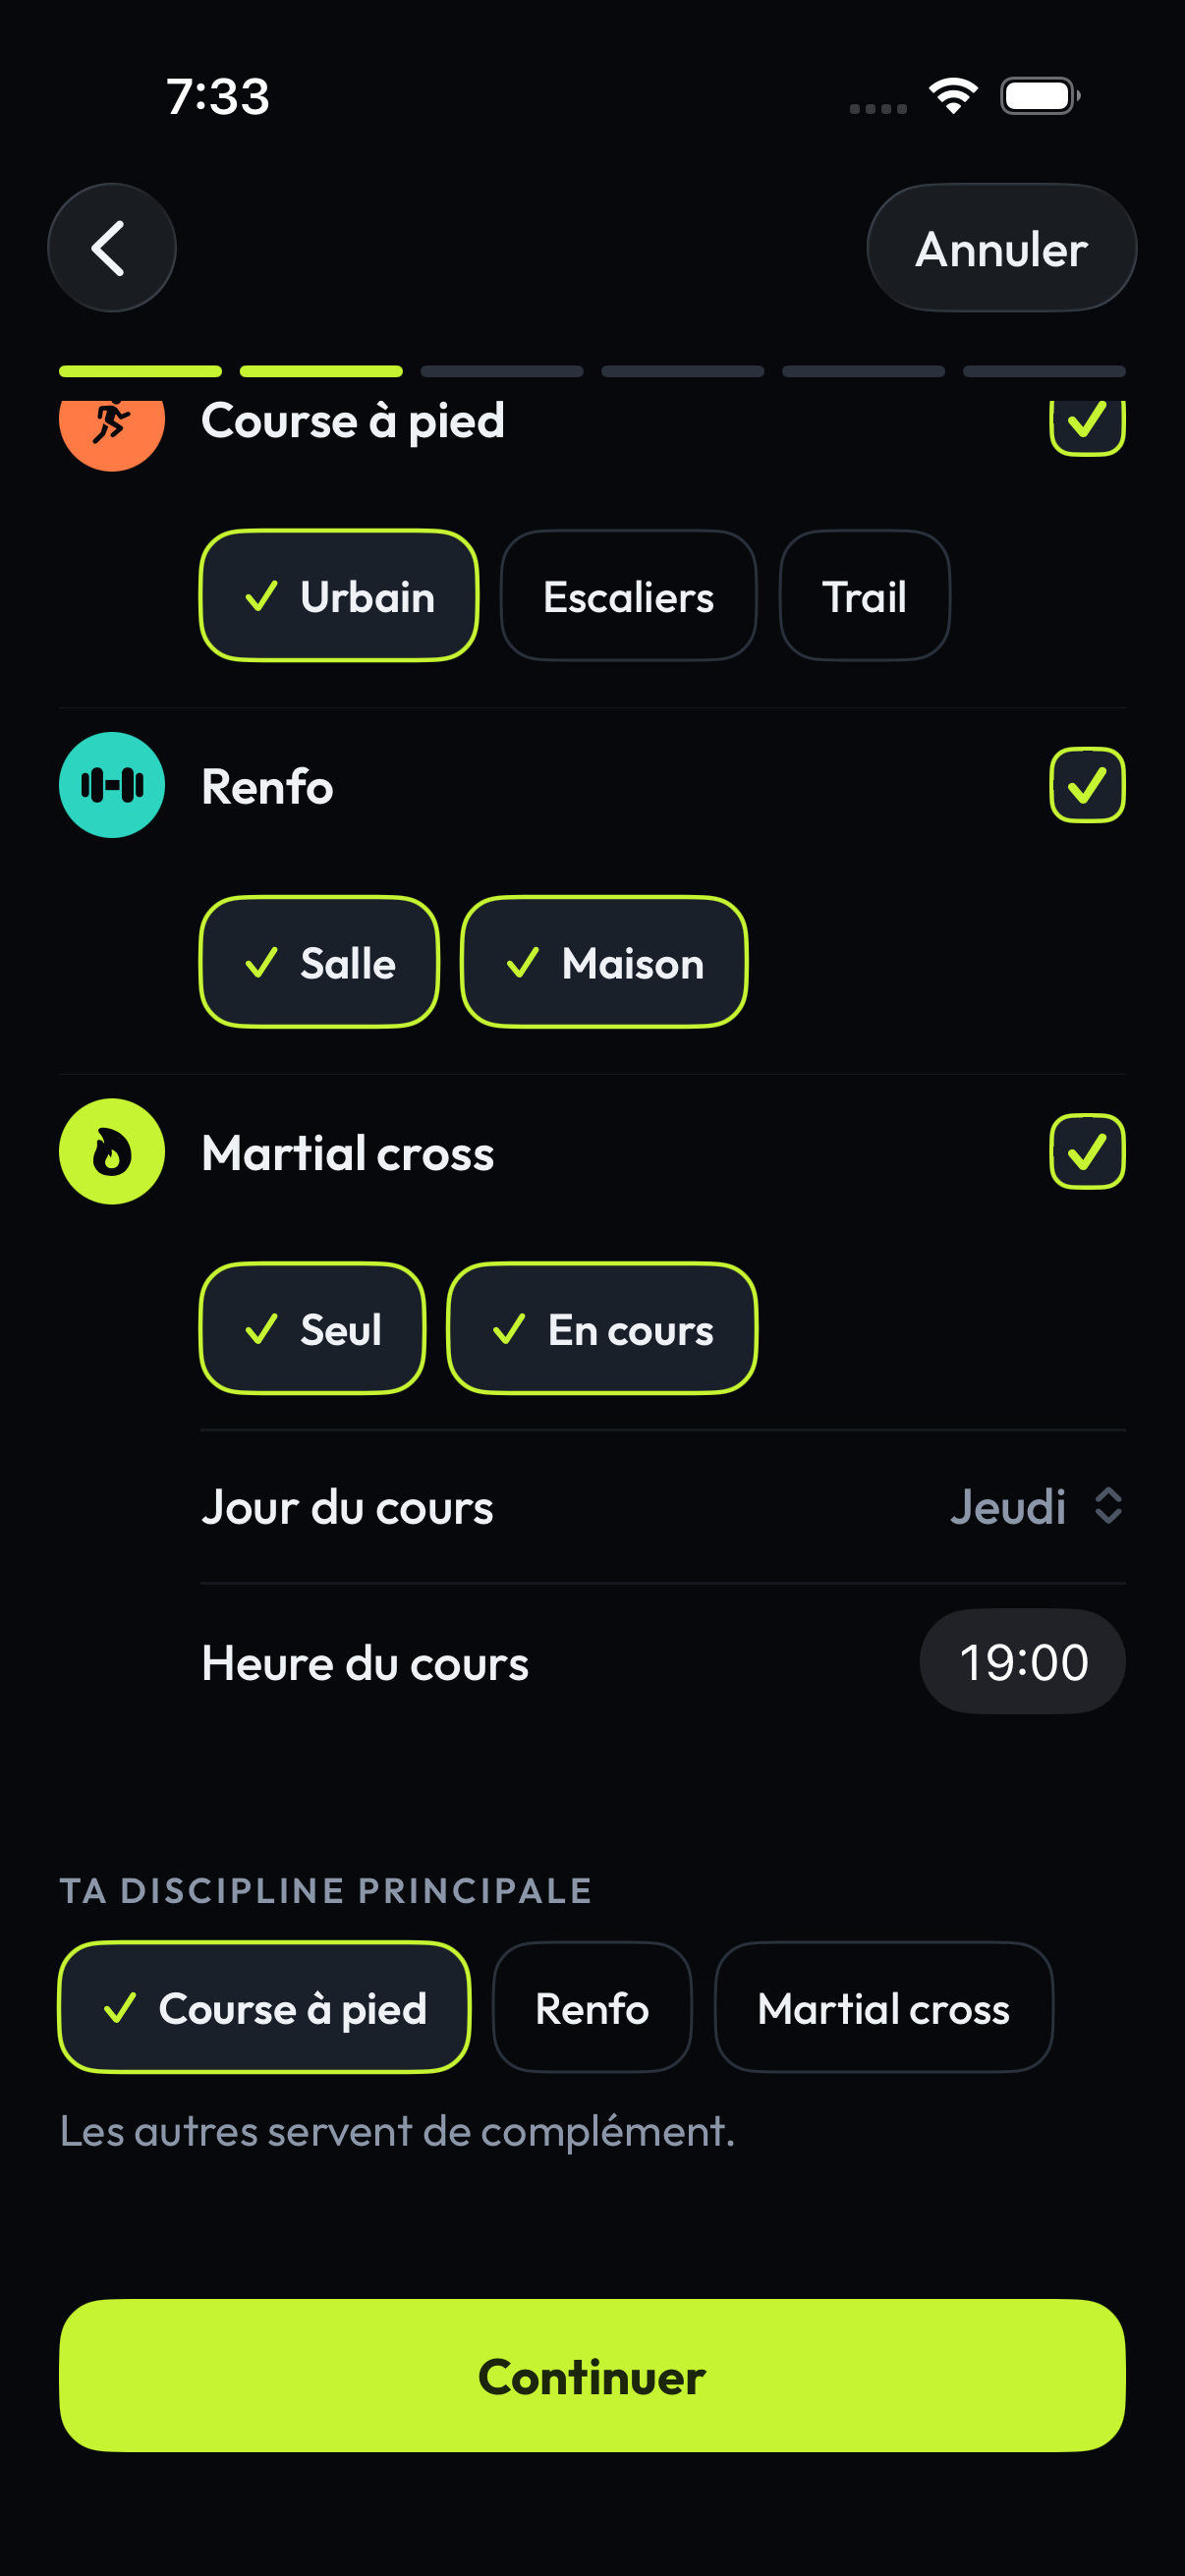 7:33
Annuler
Course à pied
Urbain Escaliers Trail
Renfo
Salle Maison
Martial cross
Seul En cours
Jour du cours Jeudi
Heure du cours 19:00
TA DISCIPLINE PRINCIPALE
Course à pied Renfo Martial cross
Les autres servent de complément.
Continuer